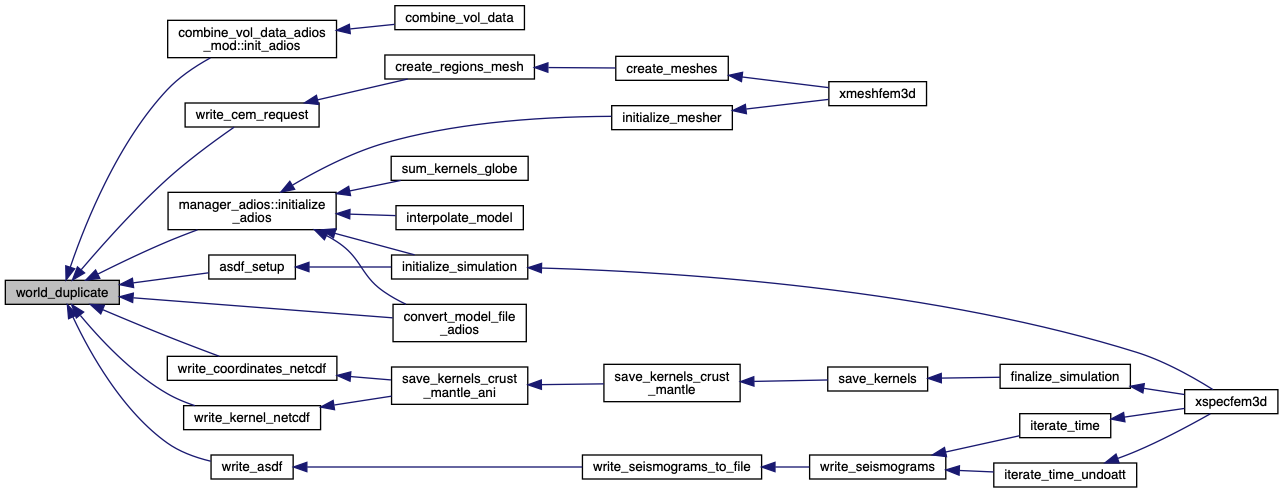 combine_vol_data
combine_vol_data_adios
_mod::init_adios
create_regions_mesh
create_meshes
xmeshfem3d
write_cem_request
initialize_mesher
sum_kernels_globe
manager_adios::initialize
_adios
interpolate_model
asdf_setup
initialize_simulation
world_duplicate
convert_model_file
_adios
write_coordinates_netcdf
save_kernels_crust
_mantle_ani
save_kernels_crust
_mantle
save_kernels
finalize_simulation
xspecfem3d
write_kernel_netcdf
iterate_time
write_asdf
write_seismograms_to_file
write_seismograms
iterate_time_undoatt